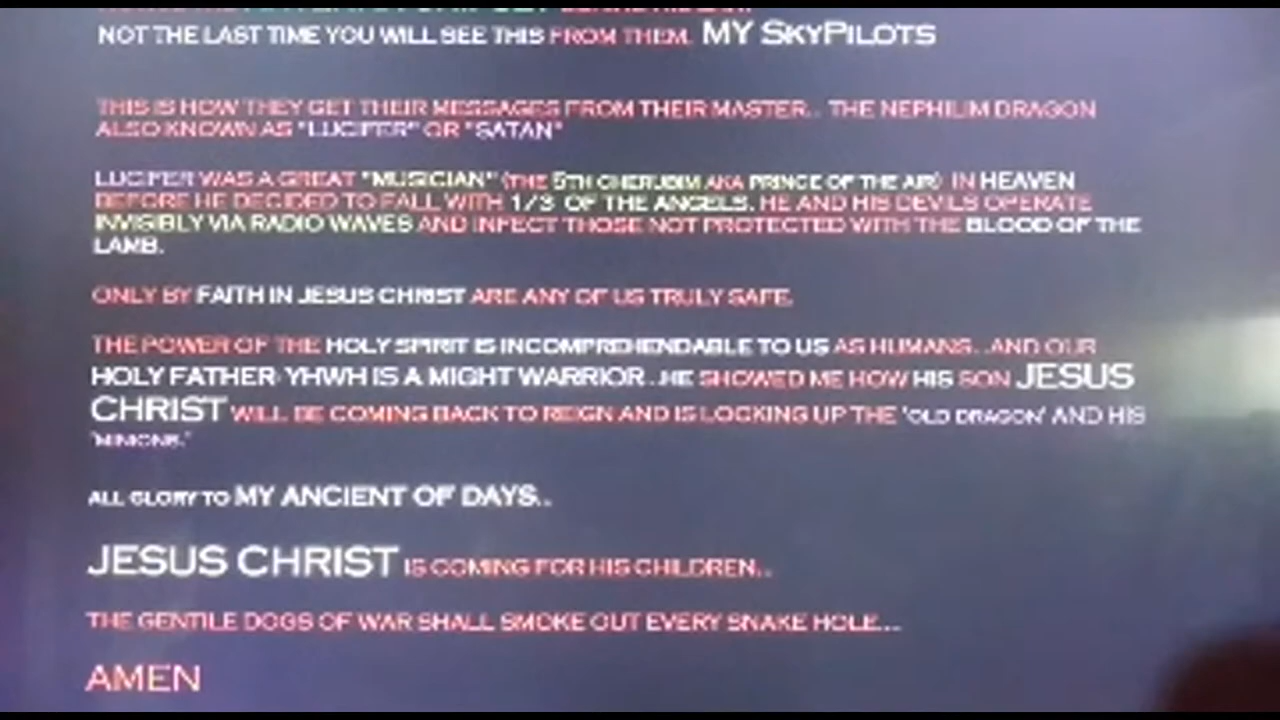 NOT THE LAST TIME YOU WILL SEE THIS FROM THEM. MY SKYPILOTS
THIS IS HOW THEY GET THEIR MESSAGES FROM THEIR MASTER.. THE NEPHILIM DRAGON
ALSO KNOWN AS "LUCIFER" OR "SATAN"
LUCIFER WAS A GREAT "MUSICIAN" (THE 5TH CHERUBIM AKA PRINCE OF THE AIR) IN HEAVEN
BEFORE HE DECIDED TO FALL WITH 1/3 OF THE ANGELS. HE AND HIS DEVILS OPERATE
INVISIBLY VIA RADIO WAVES AND INFECT THOSE NOT PROTECTED WITH THE BLOOD OF THE
LAMB.
ONLY BY FAITH IN JESUS CHRIST ARE ANY OF US TRULY SAFE.
THE POWER OF THE HOLY SPIRIT IS INCOMPREHENDABLE TO US AS HUMANS. .AND OUR
HOLY FATHER YHWH IS A MIGHT WARRIOR . .HE SHOWED ME HOW HIS SON JESUS
CHRIST WILL BE COMING BACK TO REIGN AND IS LOCKING UP THE 'OLD DRAGON' AND HIS
'MINIONS.'
ALL GLORY TO MY ANCIENT OF DAYS..
JESUS CHRIST IS COMING FOR HIS CHILDREN..
THE GENTILE DOGS OF WAR SHALL SMOKE OUT EVERY SNAKE HOLE...
AMEN